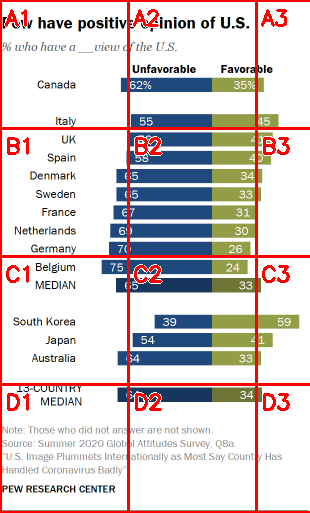 have positive opinion of U.S.
% who have a __ view of the U.S.
Unfavorable Favorable
Canada 62% 35%
Italy 55 45
UK
Spain 58 40
Denmark 65 34
Sweden 65 33
France 67 31
Netherlands 69 30
Germany 70 26
Belgium 75 24
MEDIAN 65 33
South Korea 39 59
Japan 54 41
Australia 64 33
13-COUNTRY
MEDIAN 34
Note: Those who did not answer are not shown.
Source: Summer 2020 Global Attitudes Survey. Q8a.
"U.S. Image Plummets Internationally as Most Say Country Has
Handled Coronavirus Badly"
PEW RESEARCH CENTER
A1 A2 A3
B1 B2 B3
C1 C2 C3
D1 D2 D3